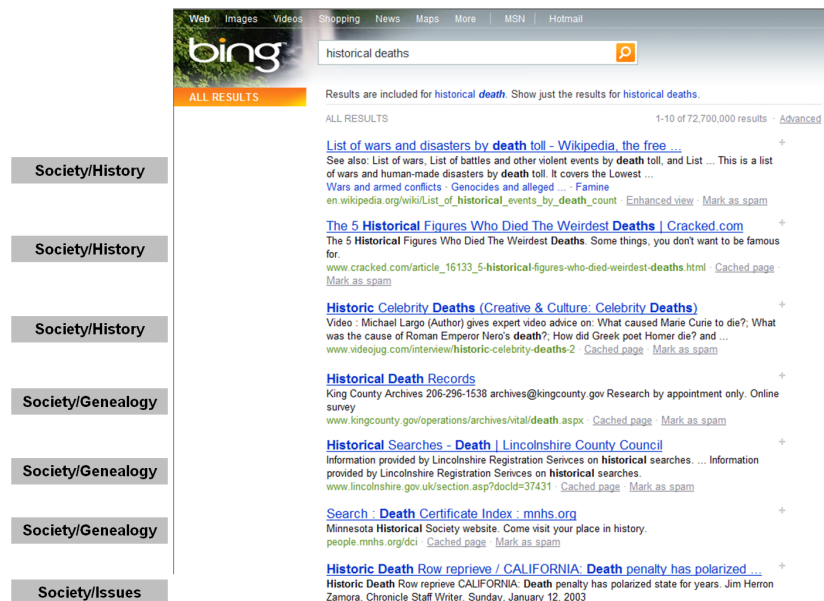 Web Images Videos Shopping News Maps More | MSN | Hotmail
bing
historical deaths
ALL RESULTS
Results are included for historical death. Show just the results for historical deaths.
ALL RESULTS 1-10 of 72,700,000 results · Advanced
Society/History
List of wars and disasters by death toll - Wikipedia, the free ...
See also: List of wars, List of battles and other violent events by death toll, and List ... This is a list
of wars and human-made disasters by death toll. It covers the Lowest ...
Wars and armed conflicts · Genocides and alleged ... · Famine
en.wikipedia.org/wiki/List_of_historical_events_by_death_count · Enhanced view · Mark as spam
Society/History
The 5 Historical Figures Who Died The Weirdest Deaths | Cracked.com
The 5 Historical Figures Who Died The Weirdest Deaths. Some things, you don't want to be famous
for.
www.cracked.com/article_16133_5-historical-figures-who-died-weirdest-deaths.html · Cached page ·
Mark as spam
Society/History
Historic Celebrity Deaths (Creative & Culture: Celebrity Deaths)
Video : Michael Largo (Author) gives expert video advice on: What caused Marie Curie to die?; What
was the cause of Roman Emperor Nero's death?; How did Greek poet Homer die? and ...
www.videojug.com/interview/historic-celebrity-deaths-2 · Cached page · Mark as spam
Society/Genealogy
Historical Death Records
King County Archives 206-296-1538 archives@kingcounty.gov Research by appointment only. Online
survey
www.kingcounty.gov/operations/archives/vital/death.aspx · Cached page · Mark as spam
Society/Genealogy
Historical Searches - Death | Lincolnshire County Council
Information provided by Lincolnshire Registration Serivces on historical searches. ... Information
provided by Lincolnshire Registration Serivces on historical searches.
www.lincolnshire.gov.uk/section.asp?docId=37431 · Cached page · Mark as spam
Society/Genealogy
Search : Death Certificate Index : mnhs.org
Minnesota Historical Society website. Come visit your place in history.
people.mnhs.org/dci · Cached page · Mark as spam
Society/Issues
Historic Death Row reprieve / CALIFORNIA: Death penalty has polarized ...
Historic Death Row reprieve CALIFORNIA: Death penalty has polarized state for years. Jim Herron
Zamora, Chronicle Staff Writer. Sunday, January 12, 2003